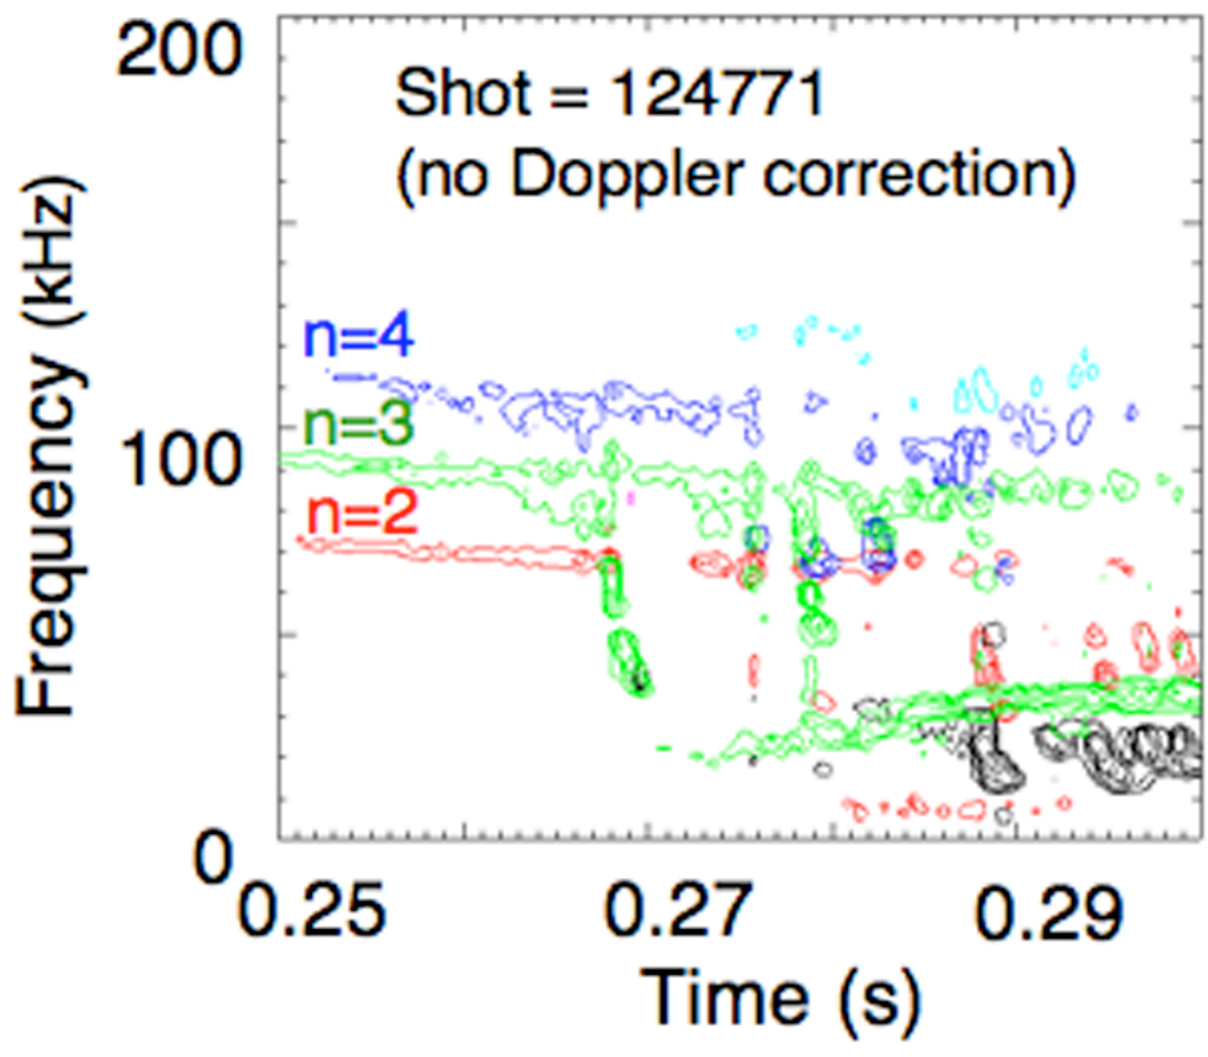 200
Shot = 124771
(no Doppler correction)
Frequency (kHz)
n=4
n=3
100
n=2
0
0.25 0.27 0.29
Time (s)